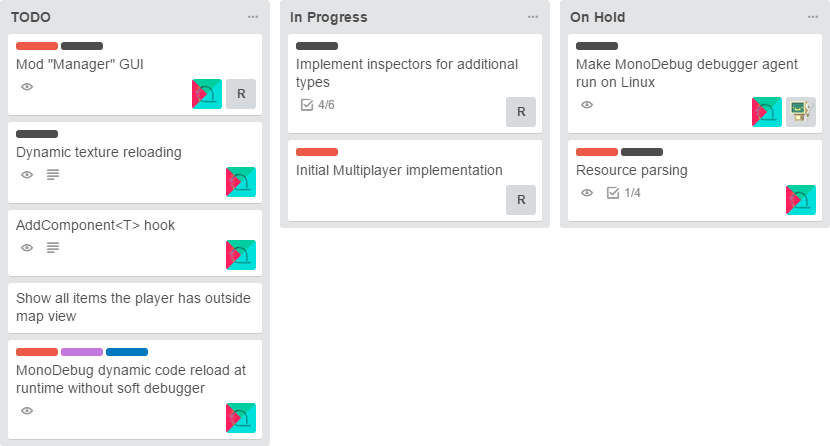 TODO
Mod "Manager" GUI
R
Dynamic texture reloading
AddComponent<T> hook
Show all items the player has outside
map view
MonoDebug dynamic code reload at
runtime without soft debugger
In Progress
Implement inspectors for additional
types
4/6
R
Initial Multiplayer implementation
R
On Hold
Make MonoDebug debugger agent
run on Linux
Resource parsing
1/4